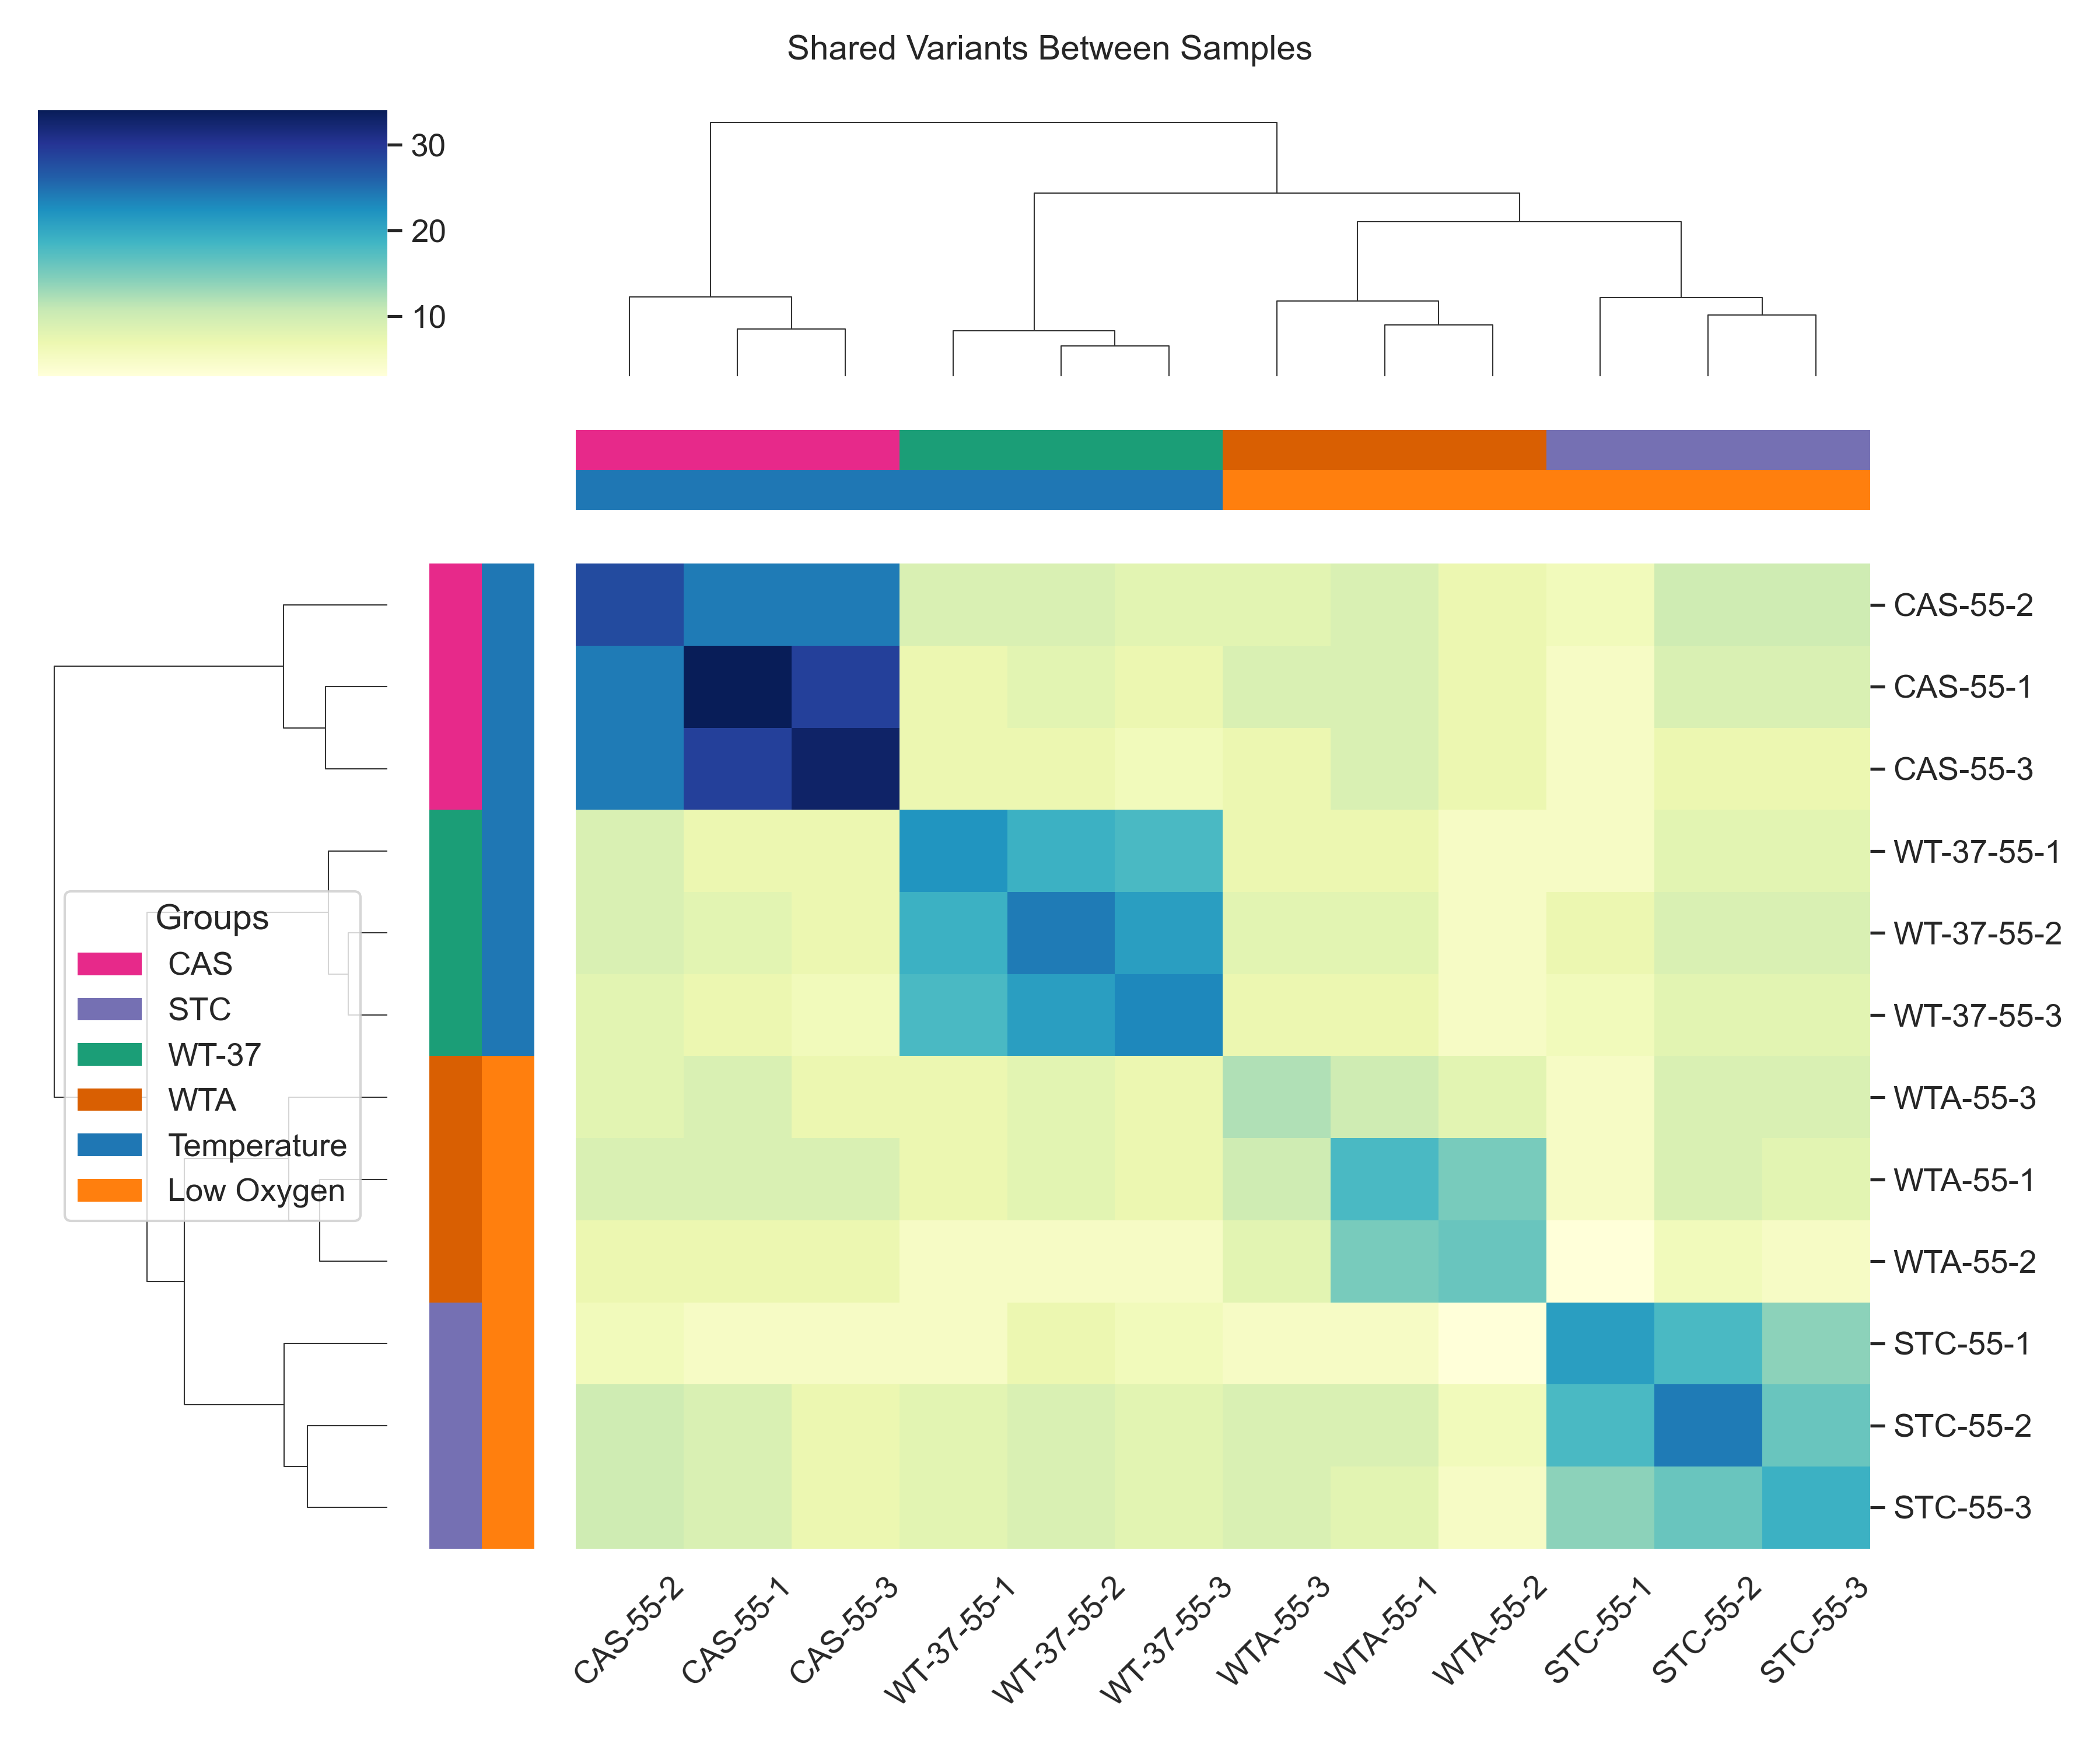 Shared Variants Between Samples
30
20
10
CAS-55-2
CAS-55-1
CAS-55-3
WT-37-55-1
WT-37-55-2
WT-37-55-3
WTA-55-3
WTA-55-1
WTA-55-2
STC-55-1
STC-55-2
STC-55-3
Groups
CAS
STC
WT-37
WTA
Temperature
Low Oxygen
CAS-55-2
CAS-55-1
CAS-55-3
WT-37-55-1
WT-37-55-2
WT-37-55-3
WTA-55-3
WTA-55-1
WTA-55-2
STC-55-1
STC-55-2
STC-55-3